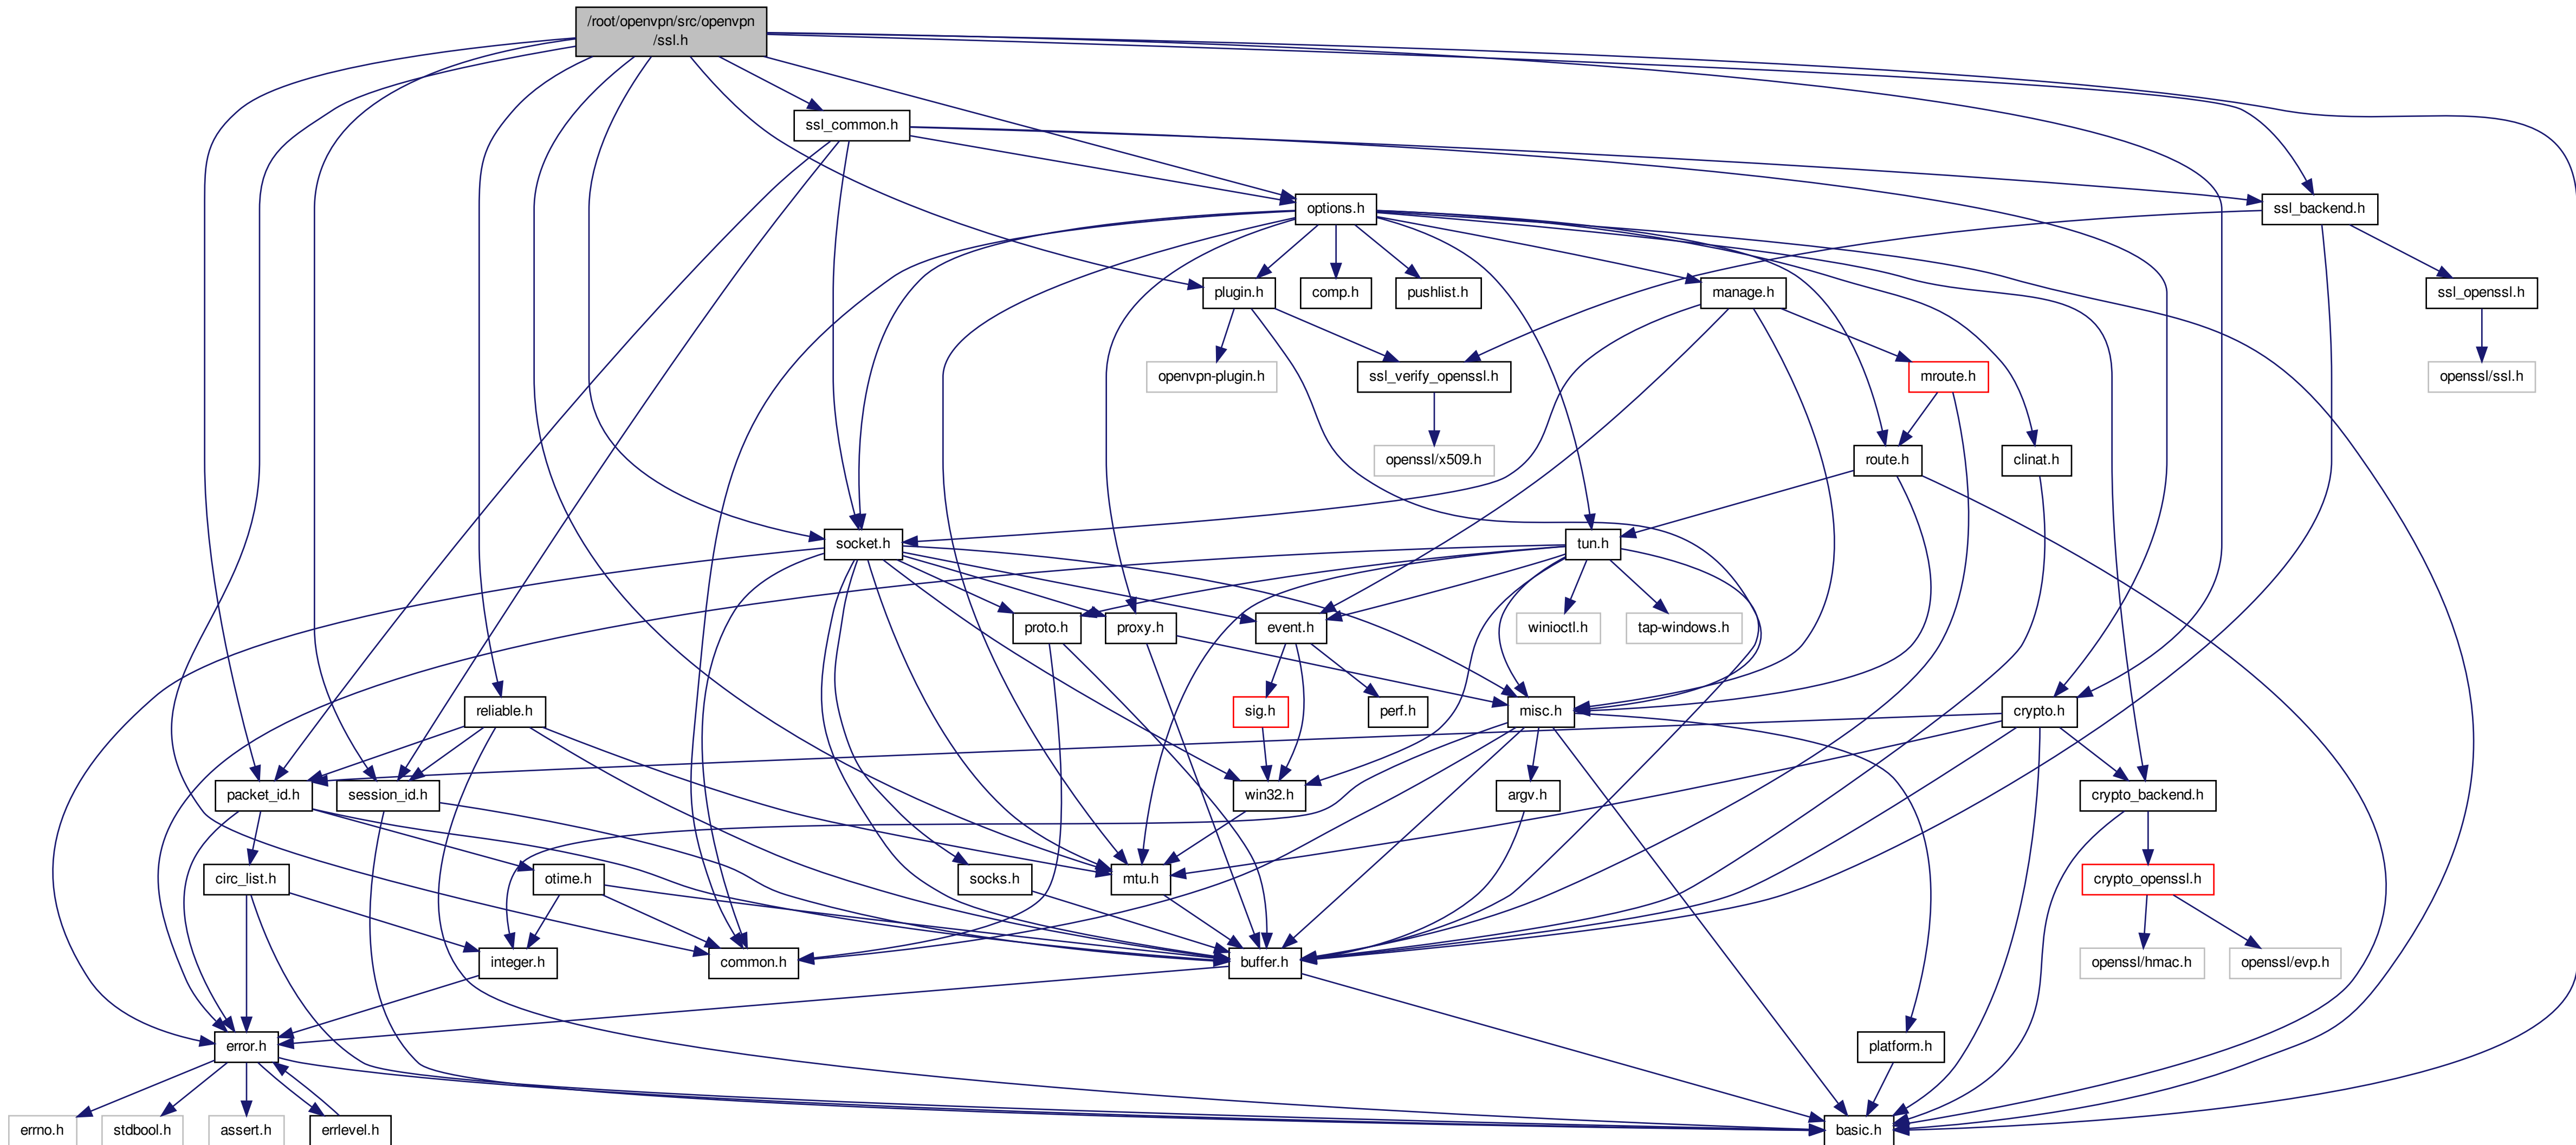 /root/openvpn/src/openvpn
/ssl.h
ssl_common.h
options.h
ssl_backend.h
plugin.h
comp.h
pushlist.h
manage.h
ssl_openssl.h
openvpn-plugin.h
ssl_verify_openssl.h
mroute.h
openssl/ssl.h
openssl/x509.h
route.h
clinat.h
socket.h
tun.h
proto.h
proxy.h
event.h
winioctl.h
tap-windows.h
reliable.h
sig.h
perf.h
misc.h
crypto.h
packet_id.h
session_id.h
win32.h
argv.h
crypto_backend.h
circ_list.h
otime.h
socks.h
mtu.h
crypto_openssl.h
integer.h
common.h
buffer.h
openssl/hmac.h
openssl/evp.h
error.h
platform.h
errno.h
stdbool.h
assert.h
errlevel.h
basic.h